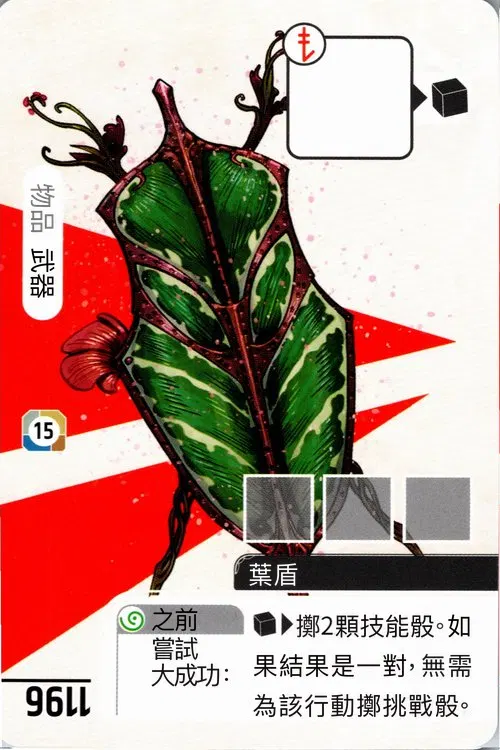 物品 武器
15
葉盾
之前
嘗試
大成功：
擲2顆技能骰。如
果結果是一對，無需
為該行動擲挑戰骰。
1196